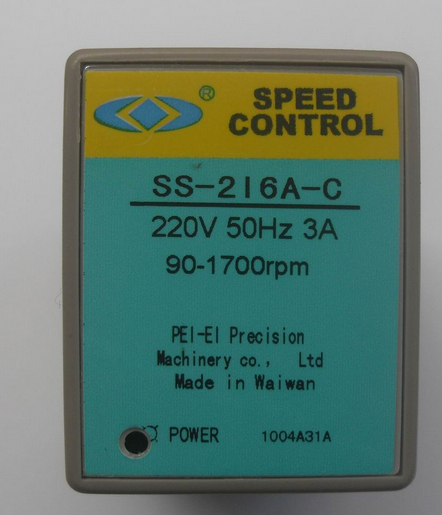 ®
SPEED
CONTROL
SS-216A-C
220V 50Hz 3A
90-1700rpm
PEI-EI Precision
Machinery co., Ltd
Made in Waiwan
POWER 1004A31A